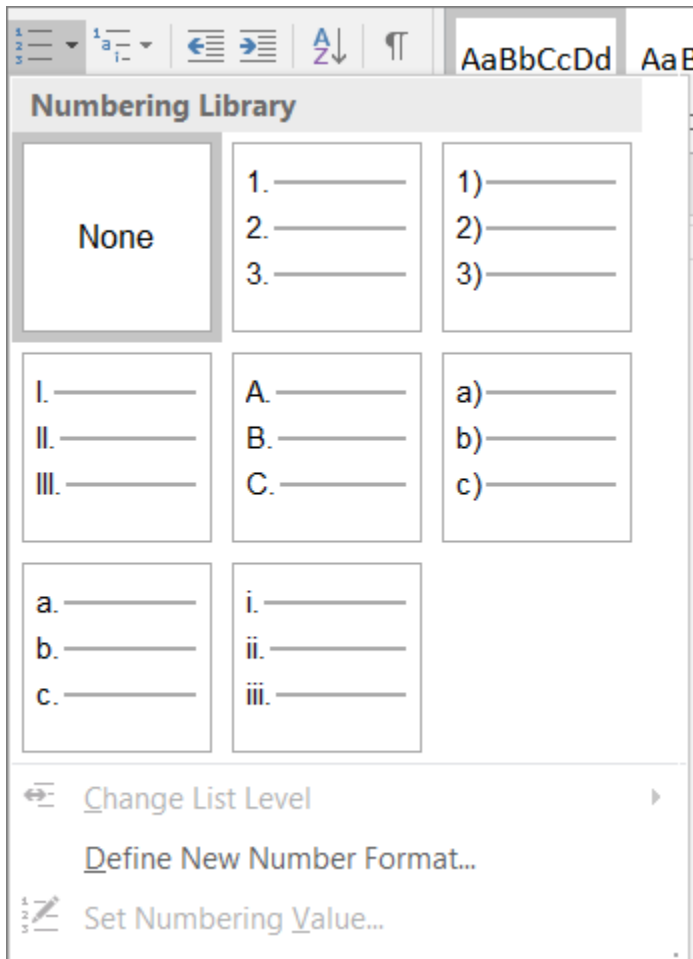 AaBbCcDd AaB
Numbering Library
None
1.
2.
3.
1)
2)
3)
I.
II.
III.
A.
B.
C.
a)
b)
c)
a.
b.
c.
i.
ii.
iii.
Change List Level
Define New Number Format...
Set Numbering Value...